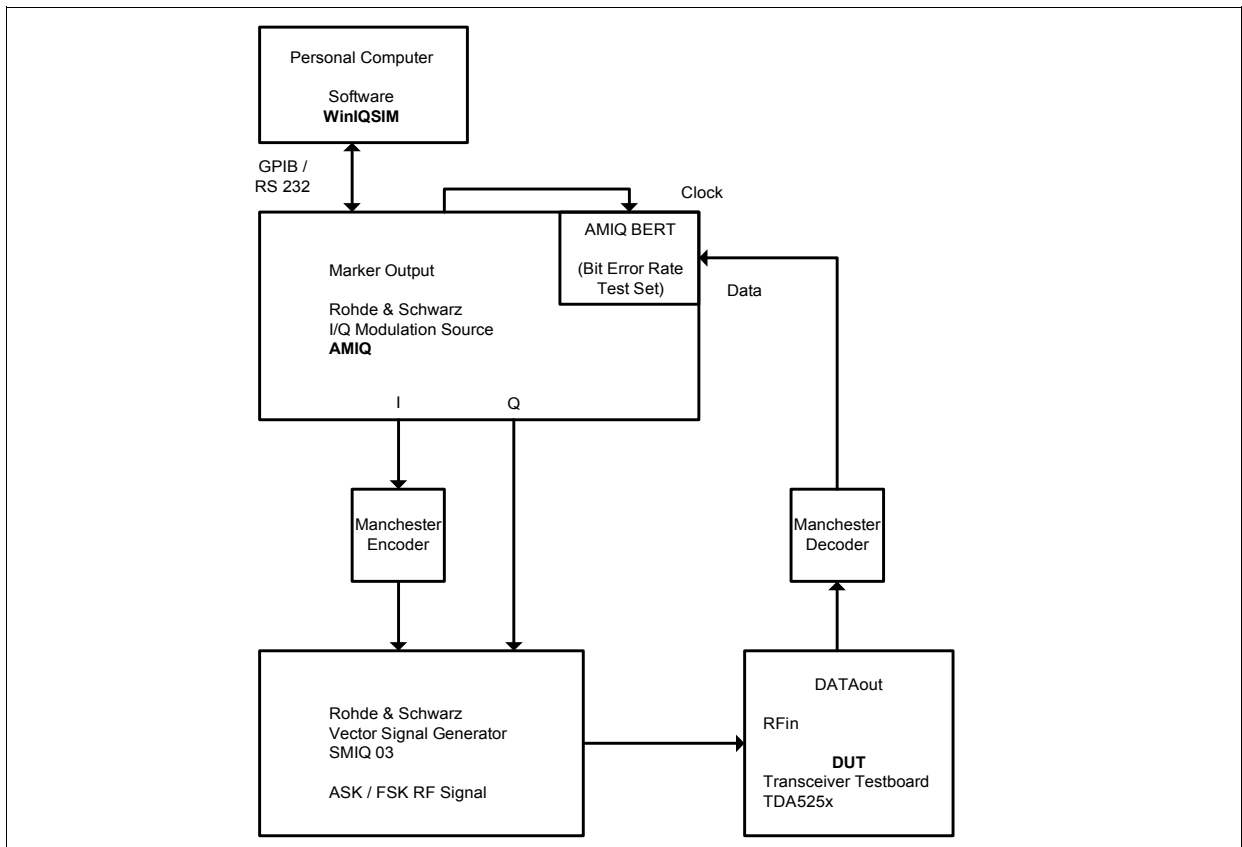 Personal Computer
Software
WinIQSIM
GPIB /
RS 232
Clock
AMIQ BERT
(Bit Error Rate
Test Set)
Data
Marker Output
Rohde & Schwarz
I/Q Modulation Source
AMIQ
I
Q
Manchester
Encoder
Manchester
Decoder
Rohde & Schwarz
Vector Signal Generator
SMIQ 03
ASK / FSK RF Signal
DATAout
RFin
DUT
Transceiver Testboard
TDA525x